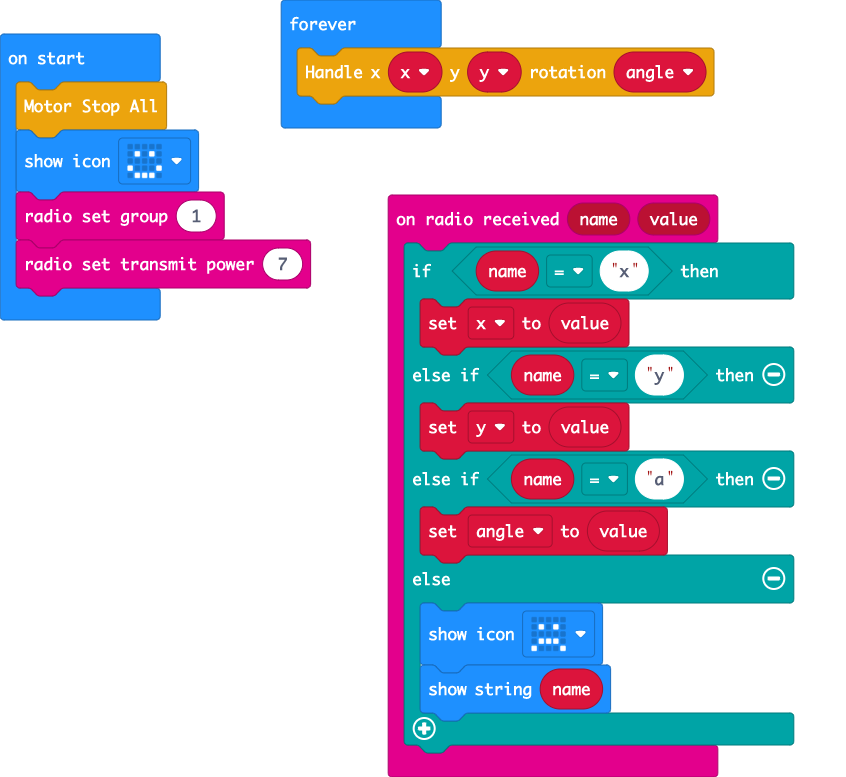 on start
Motor Stop All
show icon
radio set group 1
radio set transmit power 7
forever
Handle x x y y rotation angle
on radio received name value
if name = "x" then
set x to value
else if name = "y" then
set y to value
else if name = "a" then
set angle to value
else
show icon
show string name